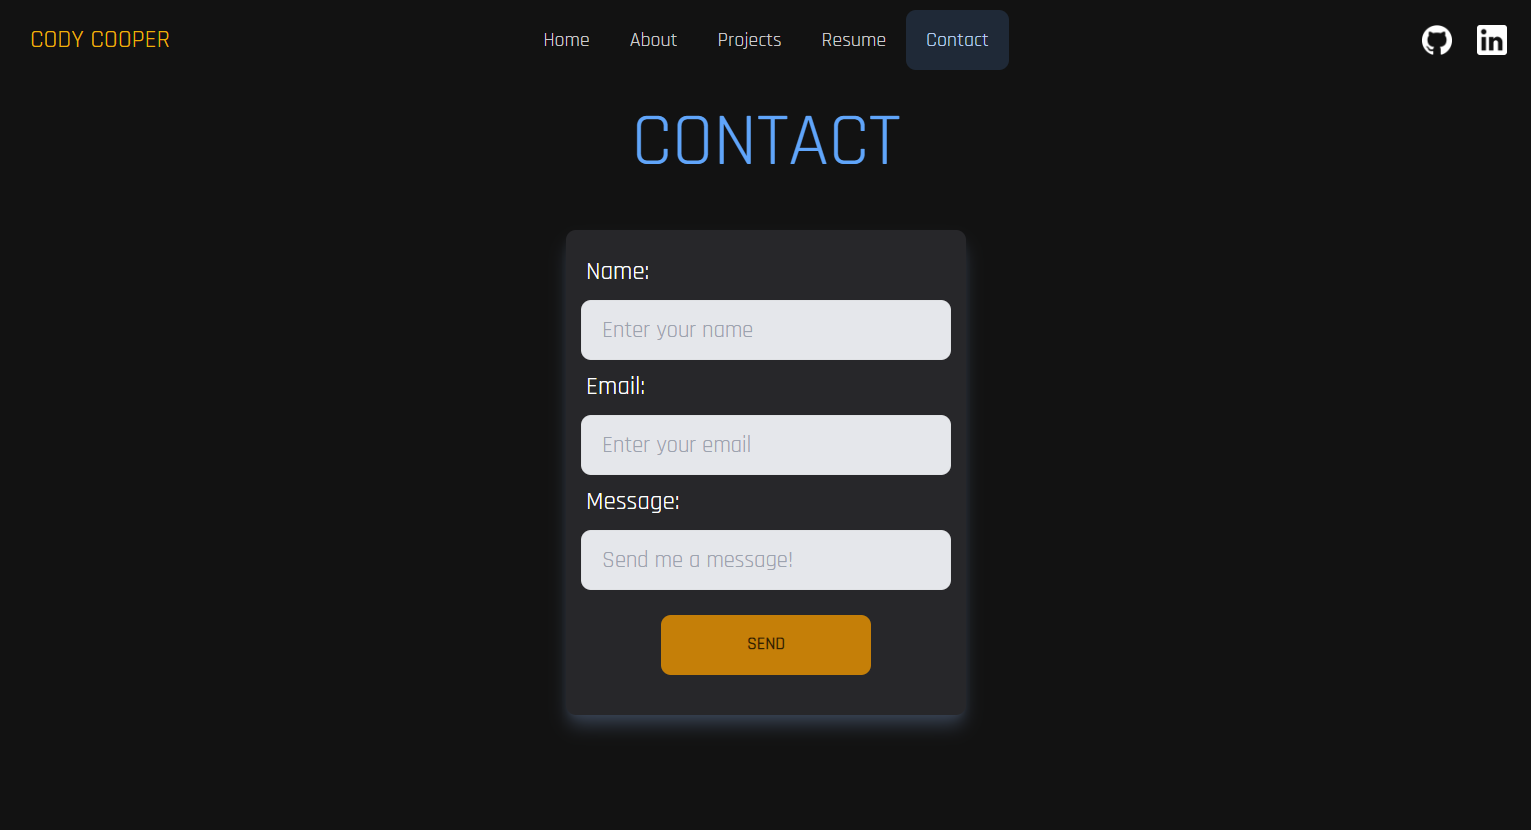 CODY COOPER
Home About Projects Resume Contact
in
CONTACT
Name:
Enter your name
Email:
Enter your email
Message:
Send me a message!
SEND